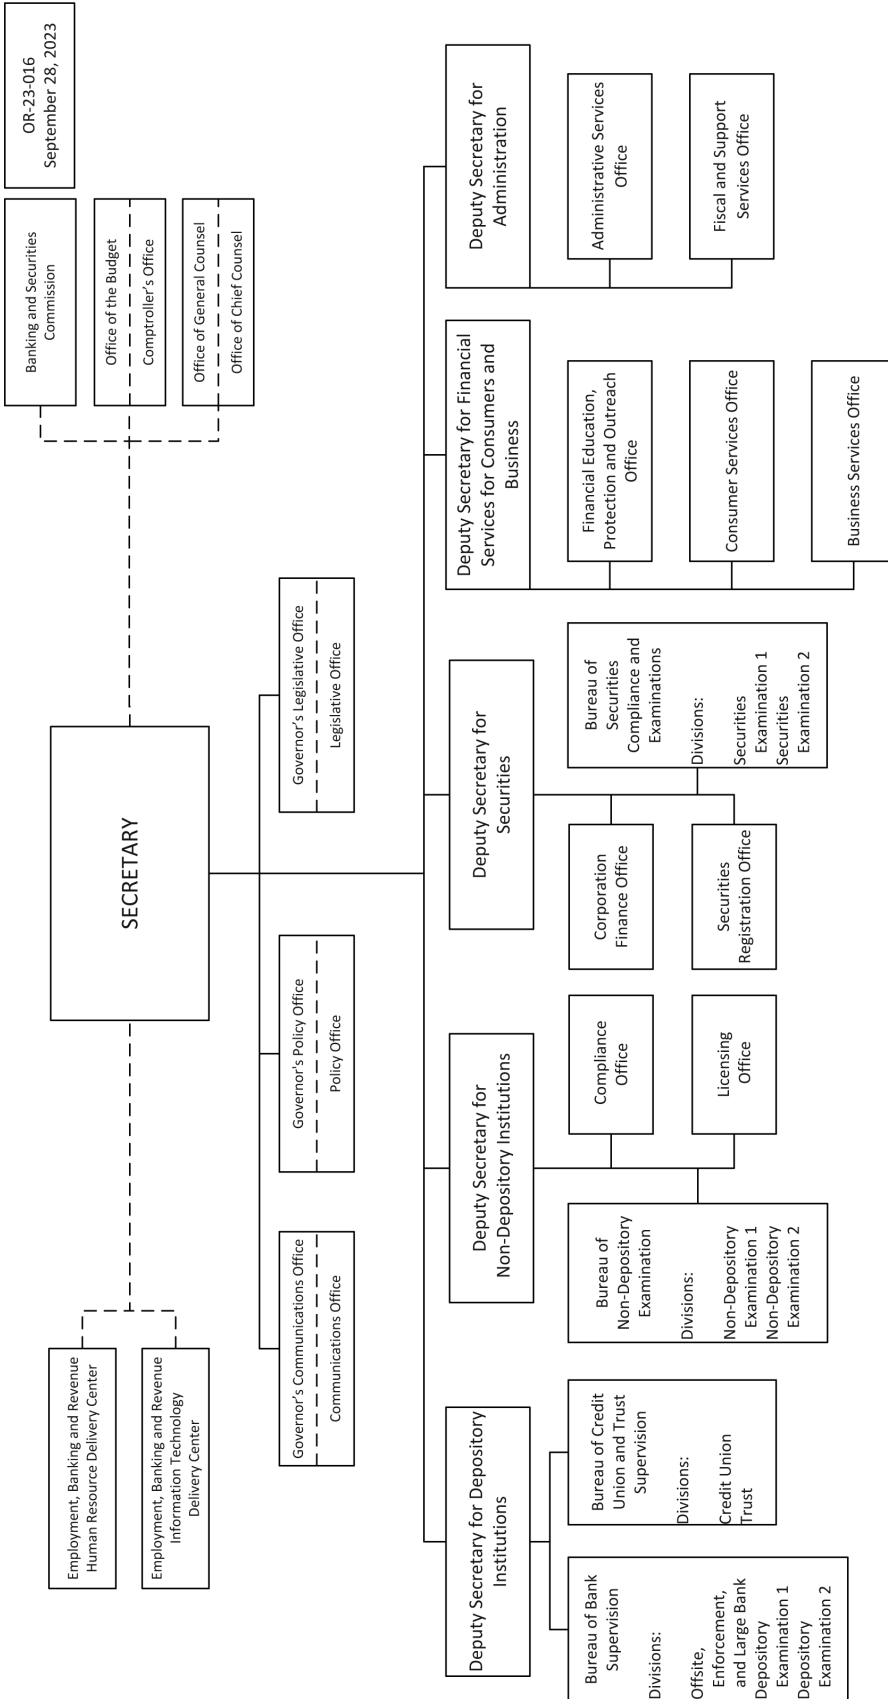 OR-23-016
September 28, 2023
Banking and Securities
Commission
Office of the Budget
Comptroller's Office
Office of General Counsel
Office of Chief Counsel
SECRETARY
Employment, Banking and Revenue
Human Resource Delivery Center
Employment, Banking and Revenue
Information Technology
Delivery Center
Governor's Communications Office
Communications Office
Governor's Policy Office
Policy Office
Governor's Legislative Office
Legislative Office
Deputy Secretary for Depository
Institutions
Bureau of Bank
Supervision
Divisions:
Offsite,
Enforcement,
and Large Bank
Depository
Examination 1
Depository
Examination 2
Bureau of Credit
Union and Trust
Supervision
Divisions:
Credit Union
Trust
Deputy Secretary for
Non-Depository Institutions
Bureau of
Non-Depository
Examination
Divisions:
Non-Depository
Examination 1
Non-Depository
Examination 2
Compliance
Office
Licensing
Office
Deputy Secretary for
Securities
Corporation
Finance Office
Securities
Registration Office
Bureau of
Securities
Compliance and
Examinations
Divisions:
Securities
Examination 1
Securities
Examination 2
Deputy Secretary for Financial
Services for Consumers and
Business
Financial Education,
Protection and Outreach
Office
Consumer Services Office
Business Services Office
Deputy Secretary for
Administration
Administrative Services
Office
Fiscal and Support
Services Office